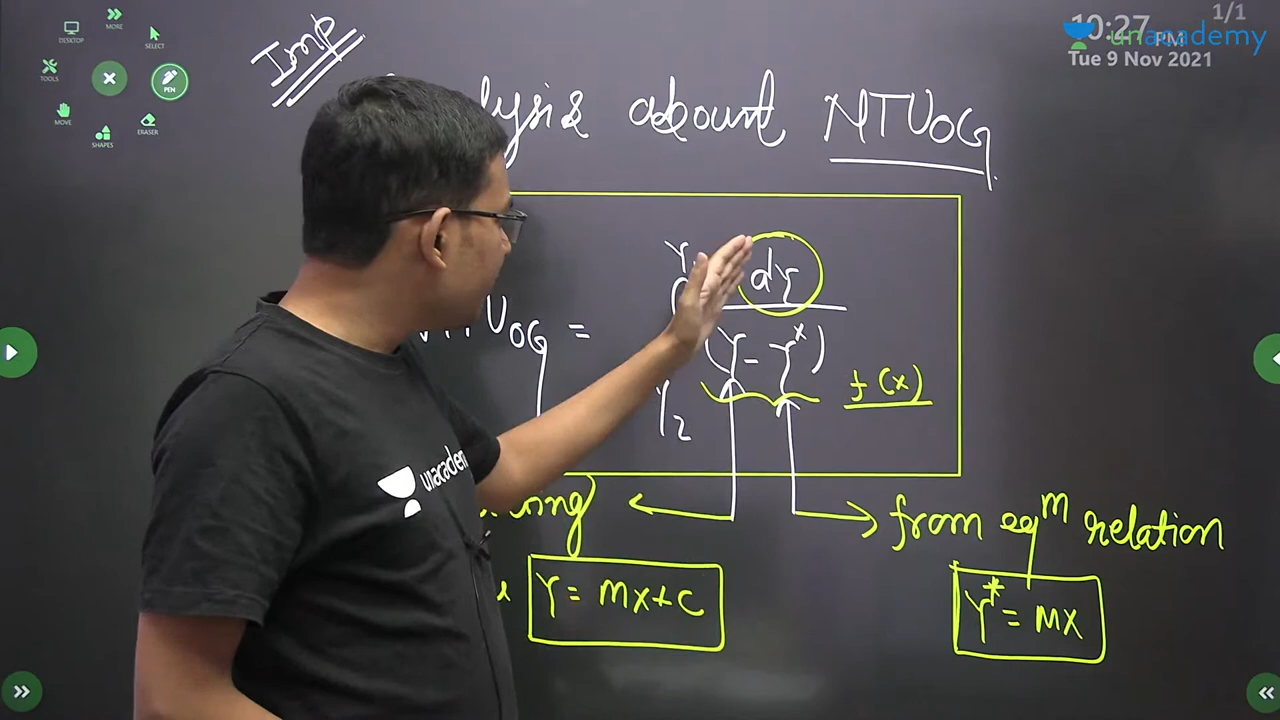 MORE
1/1
DESKTOP
SELECT
10:27 PM
unacademy
TOOLS
PEN
Tue 9 Nov 2021
MOVE
SHAPES
ERASER
Imp
about NTUOG
Y dY
UOG =
(Y - Y*) f(x)
Y2
from eqm relation
Y = mx+c
Y* = mx
unacademy